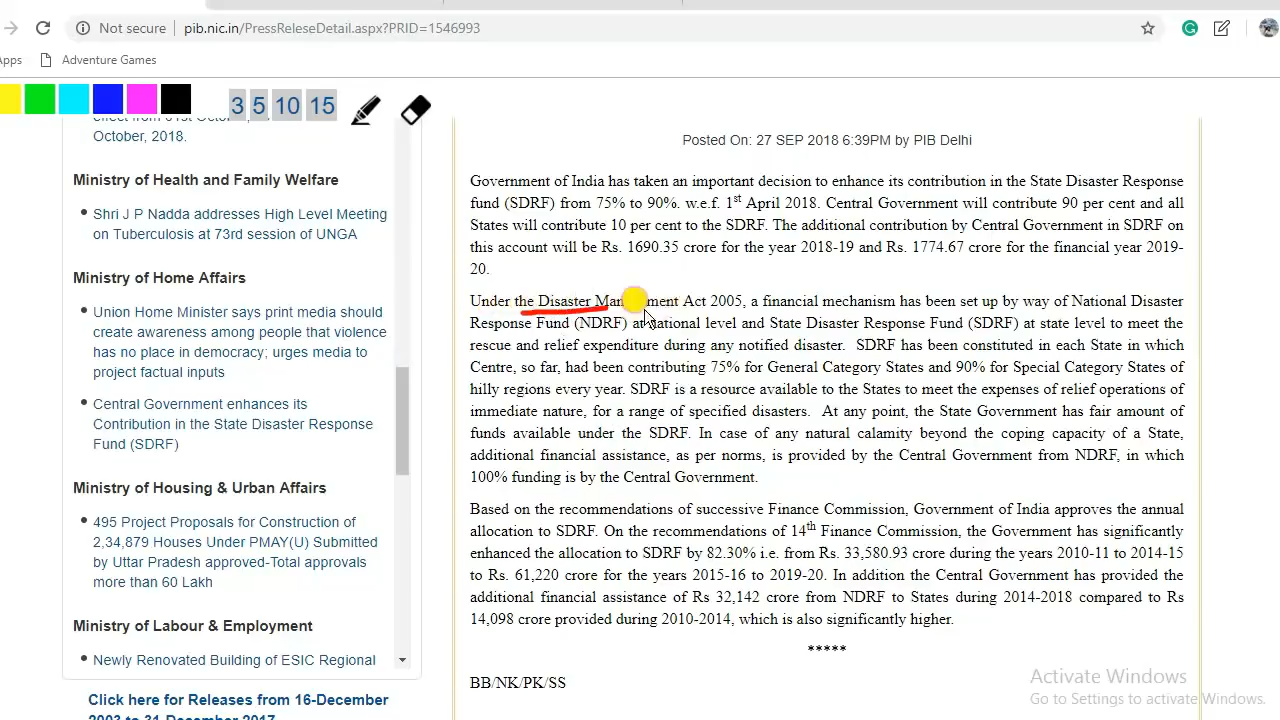 Not secure
pib.nic.in/PressReleseDetail.aspx?PRID=1546993
Apps
Adventure Games
3 5 10 15
October, 2018.
Ministry of Health and Family Welfare
Shri J P Nadda addresses High Level Meeting
on Tuberculosis at 73rd session of UNGA
Ministry of Home Affairs
Union Home Minister says print media should
create awareness among people that violence
has no place in democracy; urges media to
project factual inputs
Central Government enhances its
Contribution in the State Disaster Response
Fund (SDRF)
Ministry of Housing & Urban Affairs
495 Project Proposals for Construction of
2,34,879 Houses Under PMAY(U) Submitted
by Uttar Pradesh approved-Total approvals
more than 60 Lakh
Ministry of Labour & Employment
Newly Renovated Building of ESIC Regional
Click here for Releases from 16-December
2003 to 31-December 2017
Posted On: 27 SEP 2018 6:39PM by PIB Delhi
Government of India has taken an important decision to enhance its contribution in the State Disaster Response
fund (SDRF) from 75% to 90%. w.e.f. 1st April 2018. Central Government will contribute 90 per cent and all
States will contribute 10 per cent to the SDRF. The additional contribution by Central Government in SDRF on
this account will be Rs. 1690.35 crore for the year 2018-19 and Rs. 1774.67 crore for the financial year 2019-
20.
Under the Disaster Management Act 2005, a financial mechanism has been set up by way of National Disaster
Response Fund (NDRF) at National level and State Disaster Response Fund (SDRF) at state level to meet the
rescue and relief expenditure during any notified disaster. SDRF has been constituted in each State in which
Centre, so far, had been contributing 75% for General Category States and 90% for Special Category States of
hilly regions every year. SDRF is a resource available to the States to meet the expenses of relief operations of
immediate nature, for a range of specified disasters. At any point, the State Government has fair amount of
funds available under the SDRF. In case of any natural calamity beyond the coping capacity of a State,
additional financial assistance, as per norms, is provided by the Central Government from NDRF, in which
100% funding is by the Central Government.
Based on the recommendations of successive Finance Commission, Government of India approves the annual
allocation to SDRF. On the recommendations of 14th Finance Commission, the Government has significantly
enhanced the allocation to SDRF by 82.30% i.e. from Rs. 33,580.93 crore during the years 2010-11 to 2014-15
to Rs. 61,220 crore for the years 2015-16 to 2019-20. In addition the Central Government has provided the
additional financial assistance of Rs 32,142 crore from NDRF to States during 2014-2018 compared to Rs
14,098 crore provided during 2010-2014, which is also significantly higher.
*****
BB/NK/PK/SS
Activate Windows
Go to Settings to activate Windows.